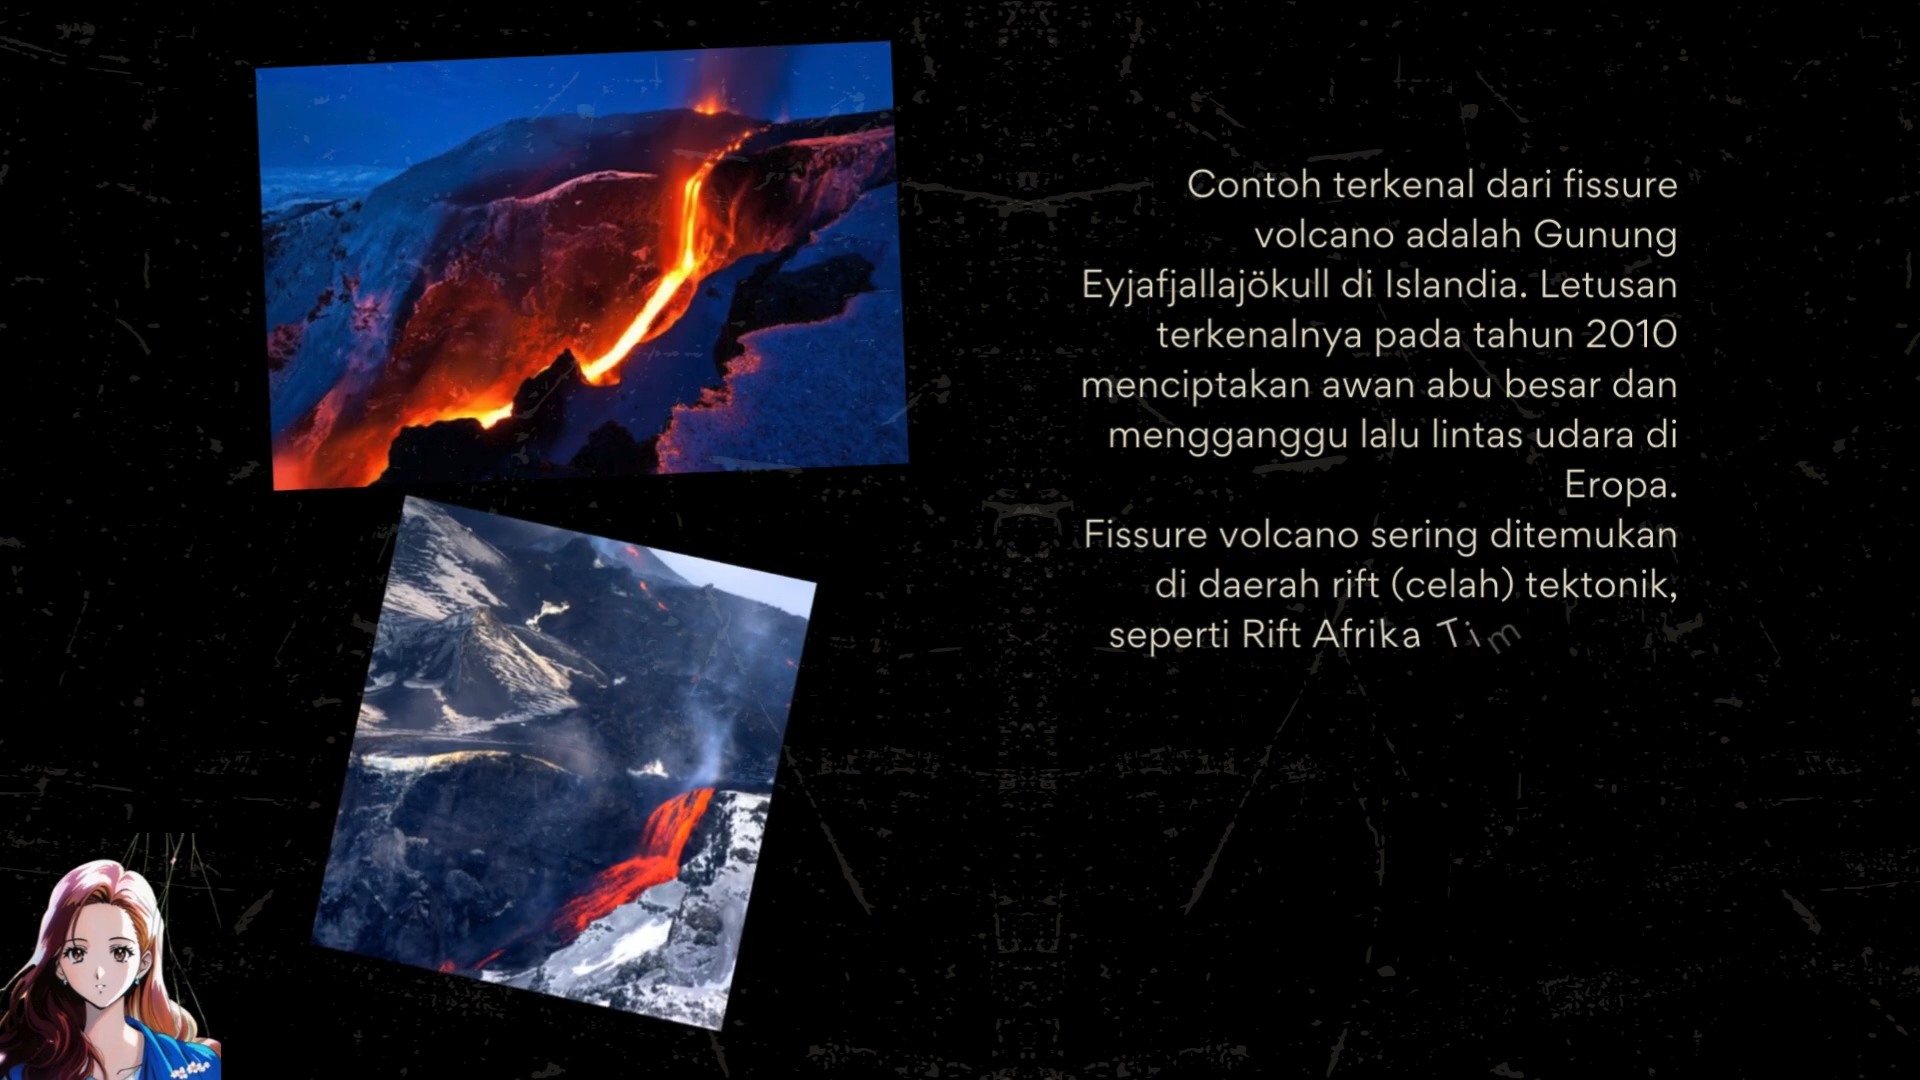 Contoh terkenal dari fissure
volcano adalah Gunung
Eyjafjallajökull di Islandia. Letusan
terkenalnya pada tahun 2010
menciptakan awan abu besar dan
mengganggu lalu lintas udara di
Eropa.
Fissure volcano sering ditemukan
di daerah rift (celah) tektonik,
seperti Rift Afrika Tim